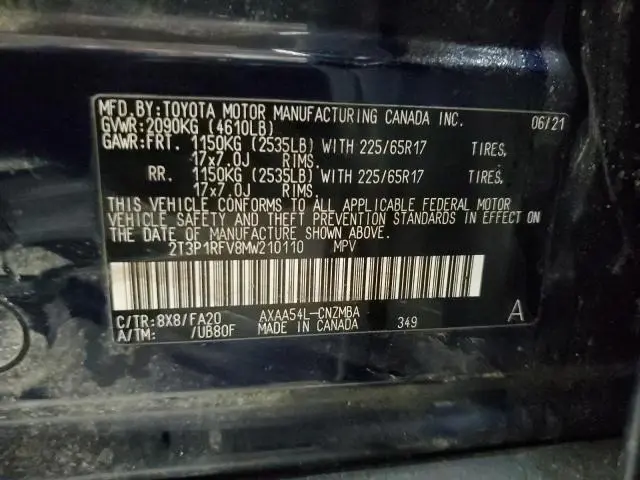 MFD.BY:TOYOTA MOTOR MANUFACTURING CANADA INC. 06/21
GVWR:2090KG (4610LB)
GAWR:FRT. 1150KG (2535LB) WITH 225/65R17 TIRES,
17x7.0J RIMS.
RR. 1150KG (2535LB) WITH 225/65R17 TIRES,
17x7.0J RIMS.
THIS VEHICLE CONFORMS TO ALL APPLICABLE FEDERAL MOTOR
VEHICLE SAFETY AND THEFT PREVENTION STANDARDS IN EFFECT ON
THE DATE OF MANUFACTURE SHOWN ABOVE.
2T3P1RFV8MW210110 MPV
C/TR:8X8/FA20 AXAA54L-CNZMBA A
A/TM: /UB80F MADE IN CANADA 349